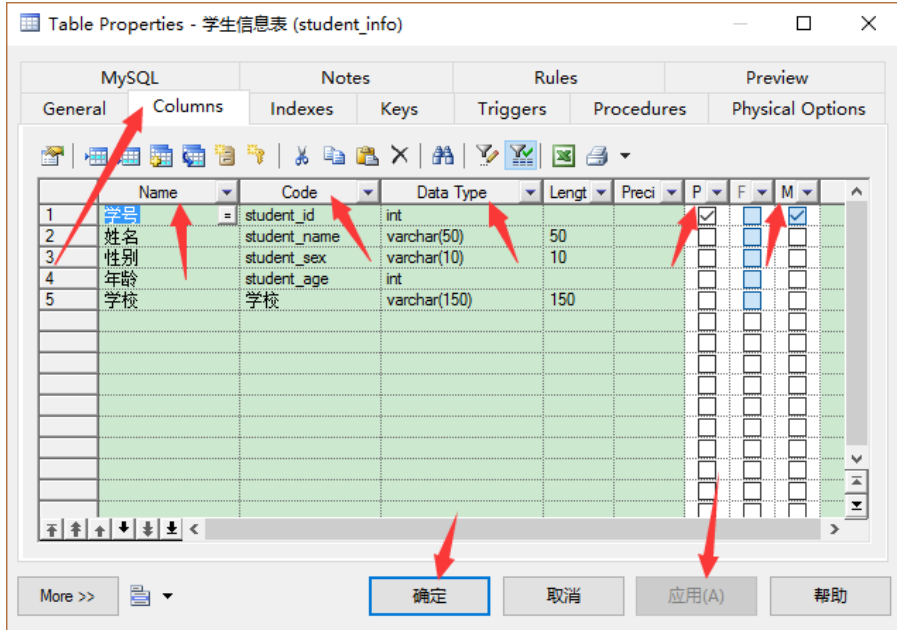 Table Properties - 学生信息表 (student_info)
MySQL Notes Rules Preview
General Columns Indexes Keys Triggers Procedures Physical Options
Name Code Data Type Lengt Preci P F M
1 学号 = student_id int
2 姓名 student_name varchar(50) 50
3 性别 student_sex varchar(10) 10
4 年龄 student_age int
5 学校 学校 varchar(150) 150
More >> 确定 取消 应用(A) 帮助